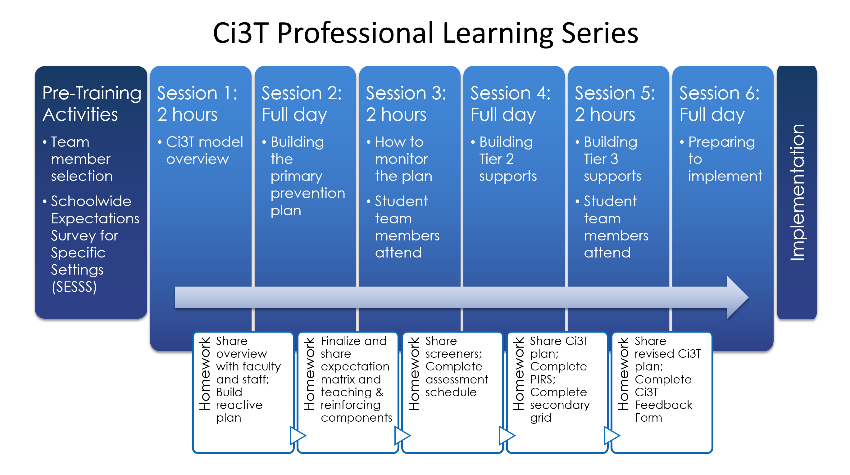 Ci3T Professional Learning Series
Pre-Training
Activities
• Team
member
selection
• Schoolwide
Expectations
Survey for
Specific
Settings
(SESSS)
Session 1:
2 hours
• Ci3T model
overview
Session 2:
Full day
• Building
the
primary
prevention
plan
Session 3:
2 hours
• How to
monitor
the plan
• Student
team
members
attend
Session 4:
Full day
• Building
Tier 2
supports
Session 5:
2 hours
• Building
Tier 3
supports
• Student
team
members
attend
Session 6:
Full day
• Preparing
to
implement
Implementation
Homework
Share
overview
with faculty
and staff;
Build
reactive
plan
Homework
Finalize and
share
expectation
matrix and
teaching &
reinforcing
components
Homework
Share
screeners;
Complete
assessment
schedule
Homework
Share Ci3T
plan;
Complete
PIRS;
Complete
secondary
grid
Homework
Share
revised Ci3T
plan;
Complete
Ci3T
Feedback
Form